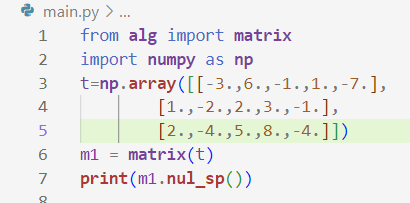 main.py > ...
1 from alg import matrix
2 import numpy as np
3 t=np.array([[-3.,6.,-1.,1.,-7.],
4 [1.,-2.,2.,3.,-1.],
5 [2.,-4.,5.,8.,-4.]])
6 m1 = matrix(t)
7 print(m1.nul_sp())